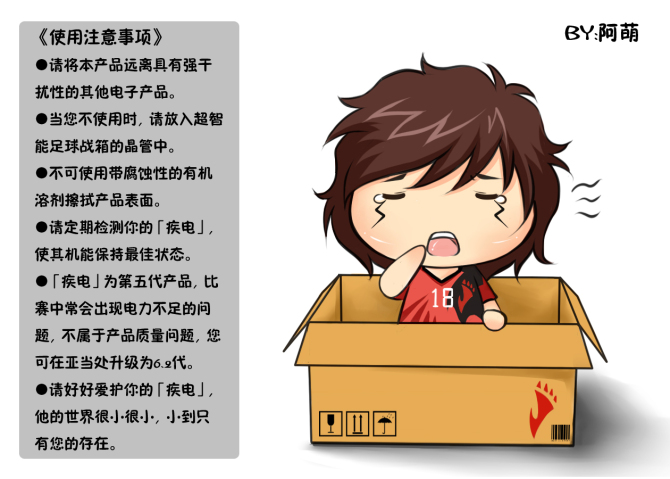 《使用注意事项》
●请将本产品远离具有强干
扰性的其他电子产品。
●当您不使用时，请放入超智
能足球战箱的晶管中。
●不可使用带腐蚀性的有机
溶剂擦拭产品表面。
●请定期检测你的「疾电」，
使其机能保持最佳状态。
●「疾电」为第五代产品，比
赛中常会出现电力不足的问
题，不属于产品质量问题，您
可在亚当处升级为6.2代。
●请好好爱护你的「疾电」，
他的世界很小很小，小到只
有您的存在。
BY:阿萌
18